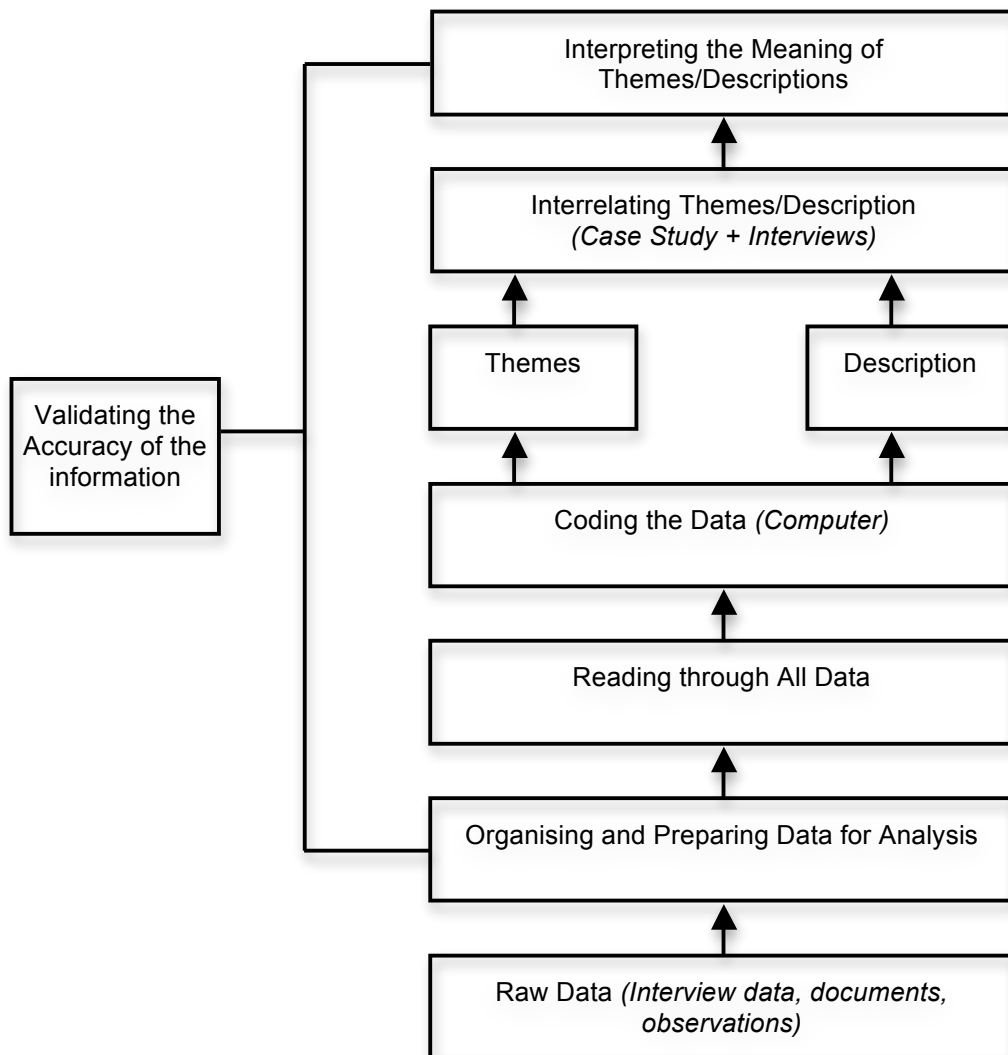 Interpreting the Meaning of
Themes/Descriptions
Interrelating Themes/Description
(Case Study + Interviews)
Themes
Description
Validating the
Accuracy of the
information
Coding the Data (Computer)
Reading through All Data
Organising and Preparing Data for Analysis
Raw Data (Interview data, documents,
observations)